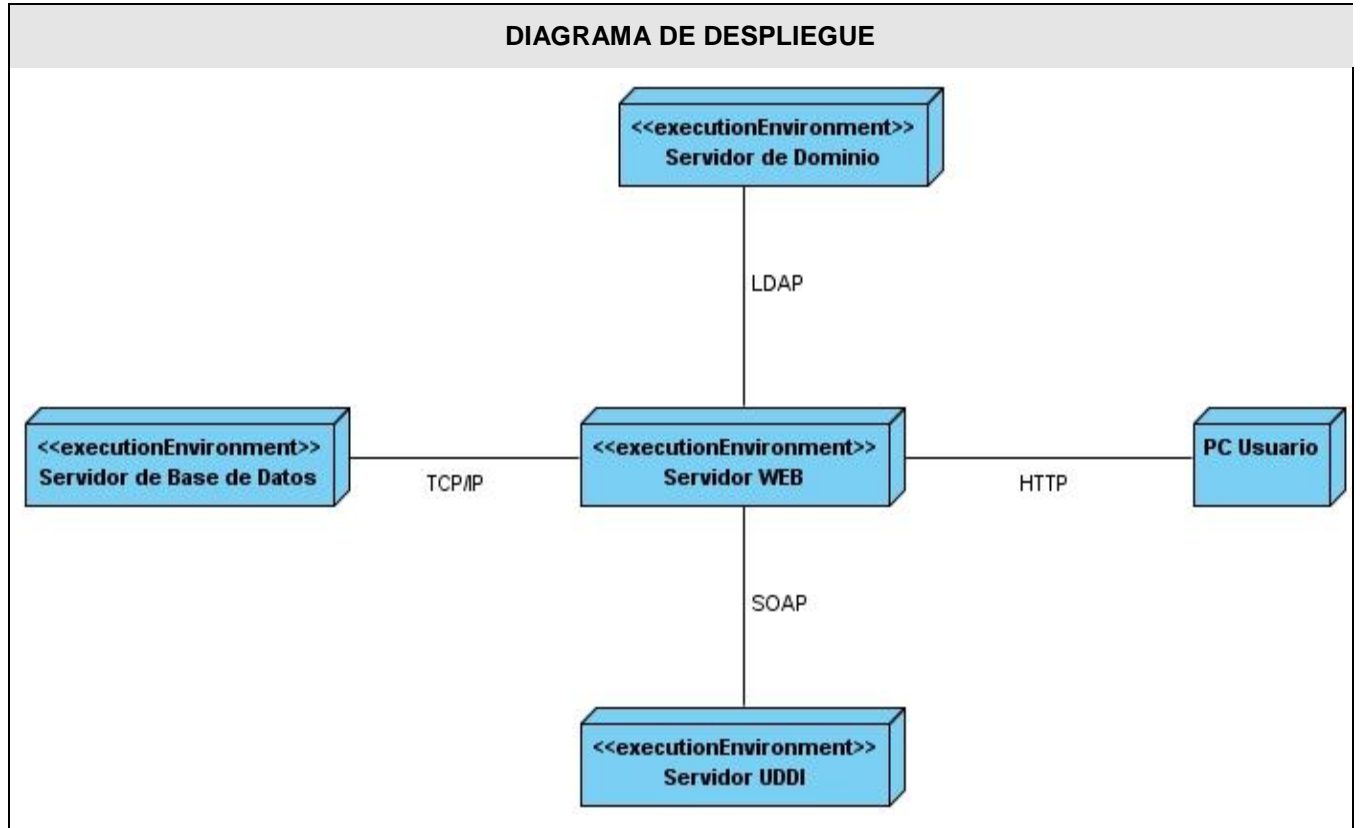 DIAGRAMA DE DESPLIEGUE
<<executionEnvironment>>
Servidor de Dominio
LDAP
<<executionEnvironment>>
Servidor de Base de Datos
TCP/IP
<<executionEnvironment>>
Servidor WEB
HTTP
PC Usuario
SOAP
<<executionEnvironment>>
Servidor UDDI